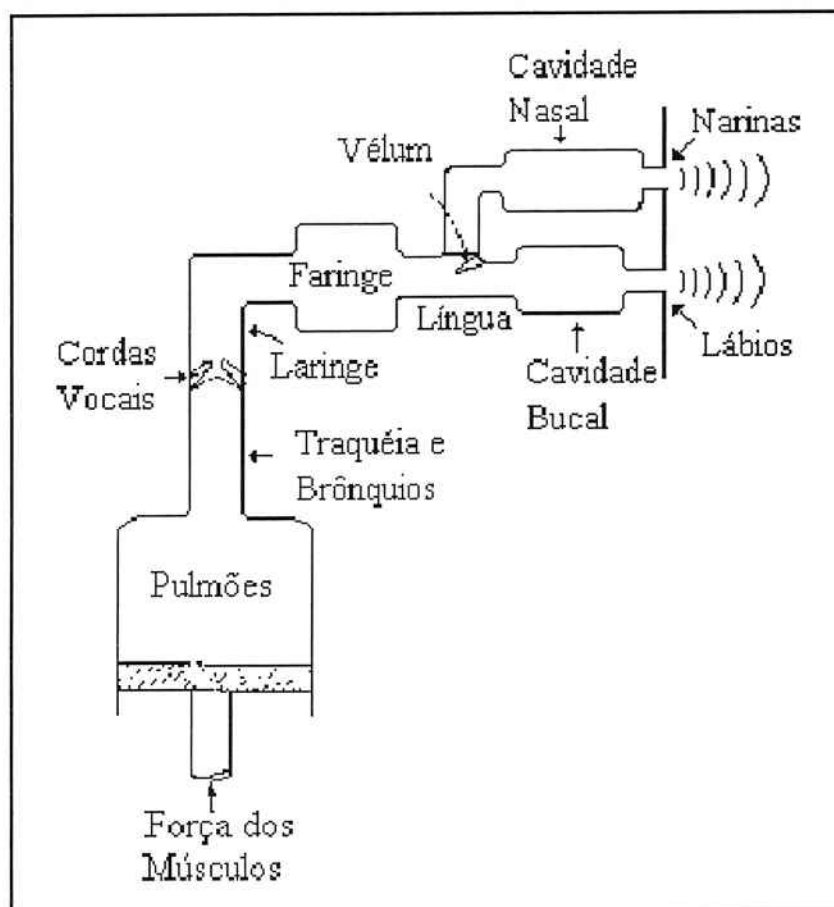 Cavidade
Nasal
Narinas
Vélum
Faringe
Língua
Lábios
Cordas
Vocais
Laringe
Cavidade
Bucal
Traquéia e
Brônquios
Pulmões
Força dos
Músculos